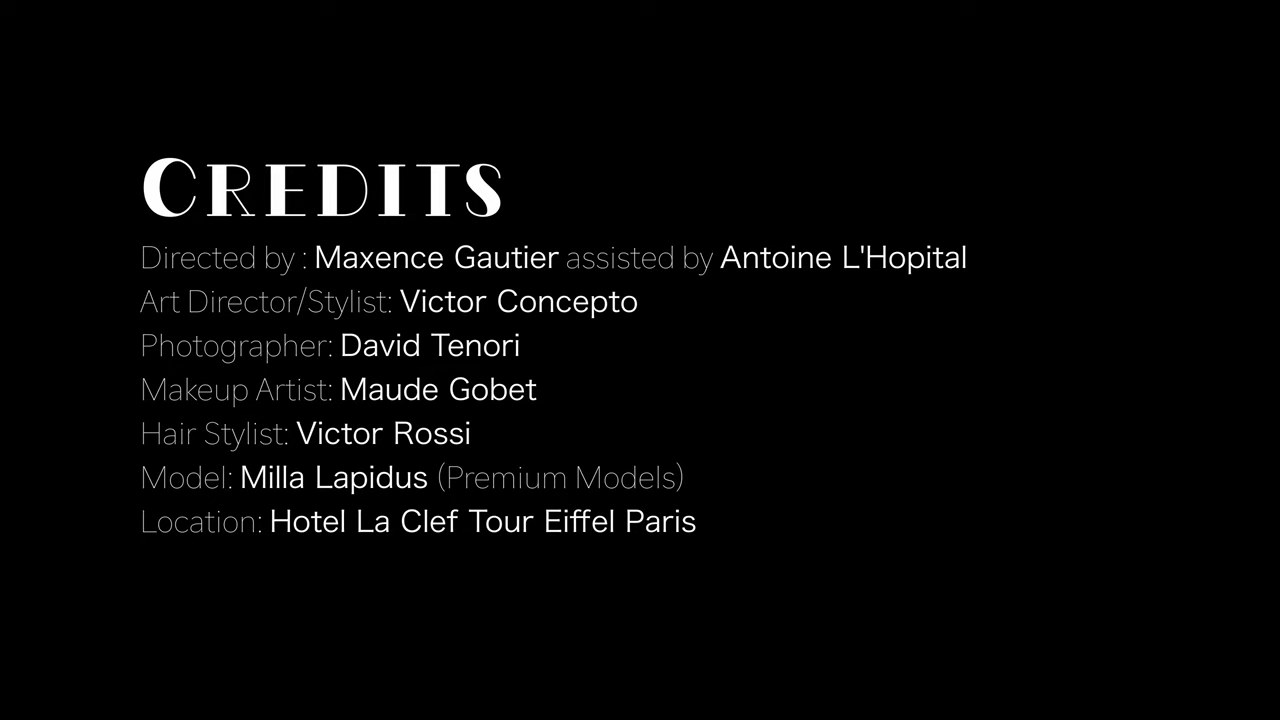 CREDITS
Directed by : Maxence Gautier assisted by Antoine L'Hopital
Art Director/Stylist: Victor Concepto
Photographer: David Tenori
Makeup Artist: Maude Gobet
Hair Stylist: Victor Rossi
Model: Milla Lapidus (Premium Models)
Location: Hotel La Clef Tour Eiffel Paris